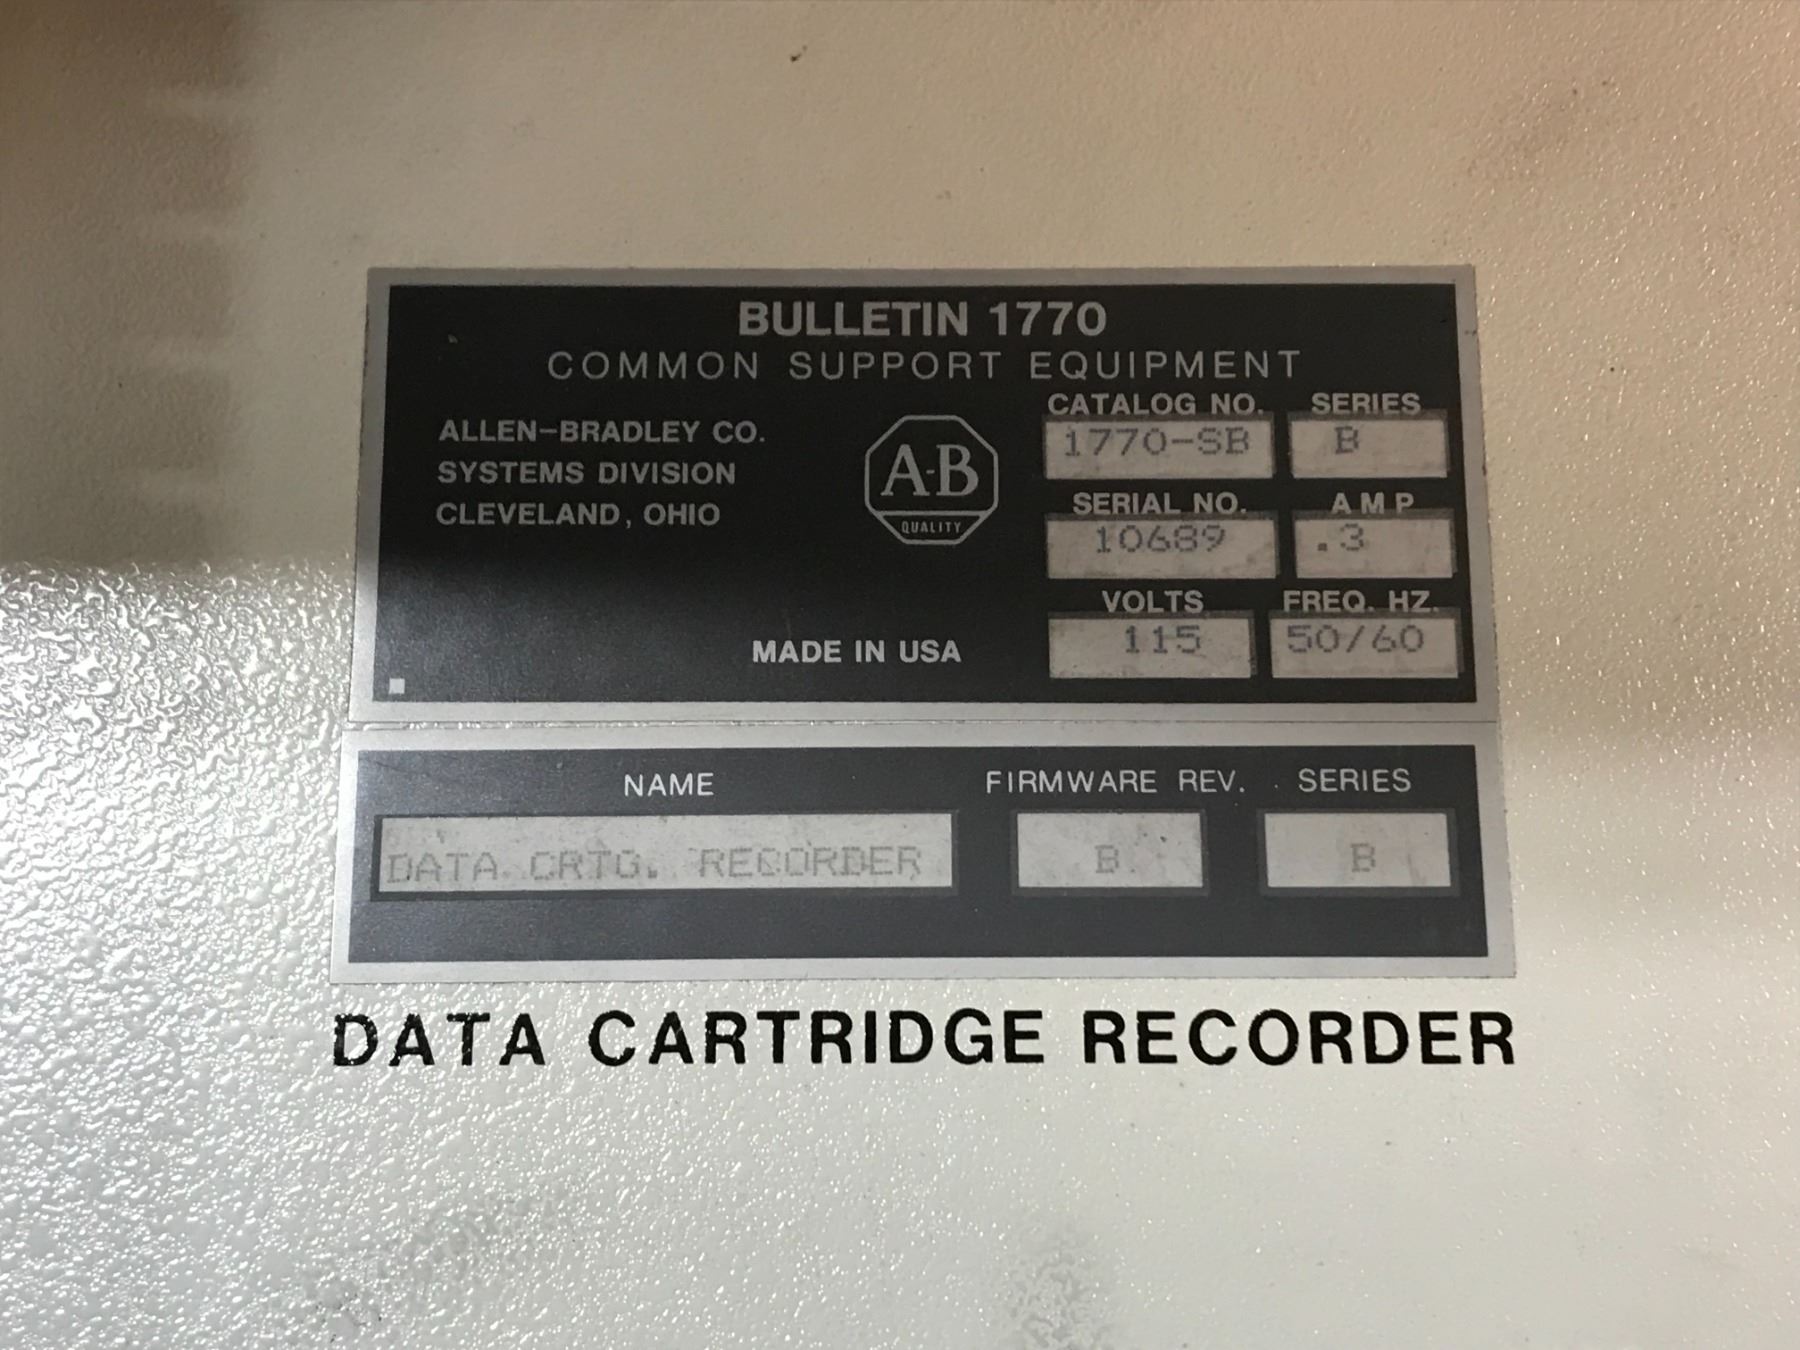 BULLETIN 1770
COMMON SUPPORT EQUIPMENT
ALLEN-BRADLEY CO.
SYSTEMS DIVISION
CLEVELAND, OHIO
A-B
QUALITY
MADE IN USA
CATALOG NO. SERIES
1770-SB B
SERIAL NO. AMP
10689 .3
VOLTS FREQ. HZ.
115 50/60
NAME FIRMWARE REV. SERIES
DATA CRTG. RECORDER B B
DATA CARTRIDGE RECORDER